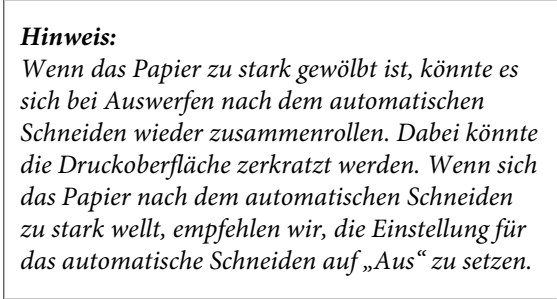 Hinweis:
Wenn das Papier zu stark gewölbt ist, könnte es
sich bei Auswerfen nach dem automatischen
Schneiden wieder zusammenrollen. Dabei könnte
die Druckoberfläche zerkratzt werden. Wenn sich
das Papier nach dem automatischen Schneiden
zu stark wellt, empfehlen wir, die Einstellung für
das automatische Schneiden auf „Aus“ zu setzen.